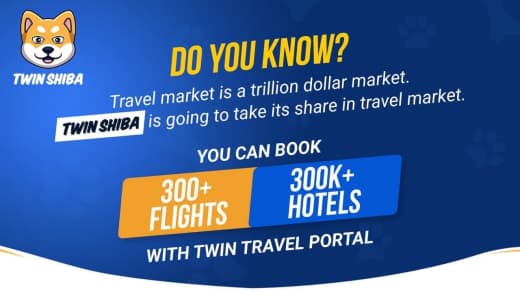 TWIN SHIBA
DO YOU KNOW?
Travel market is a trillion dollar market.
TWIN SHIBA is going to take its share in travel market.
YOU CAN BOOK
300+
FLIGHTS
300K+
HOTELS
WITH TWIN TRAVEL PORTAL